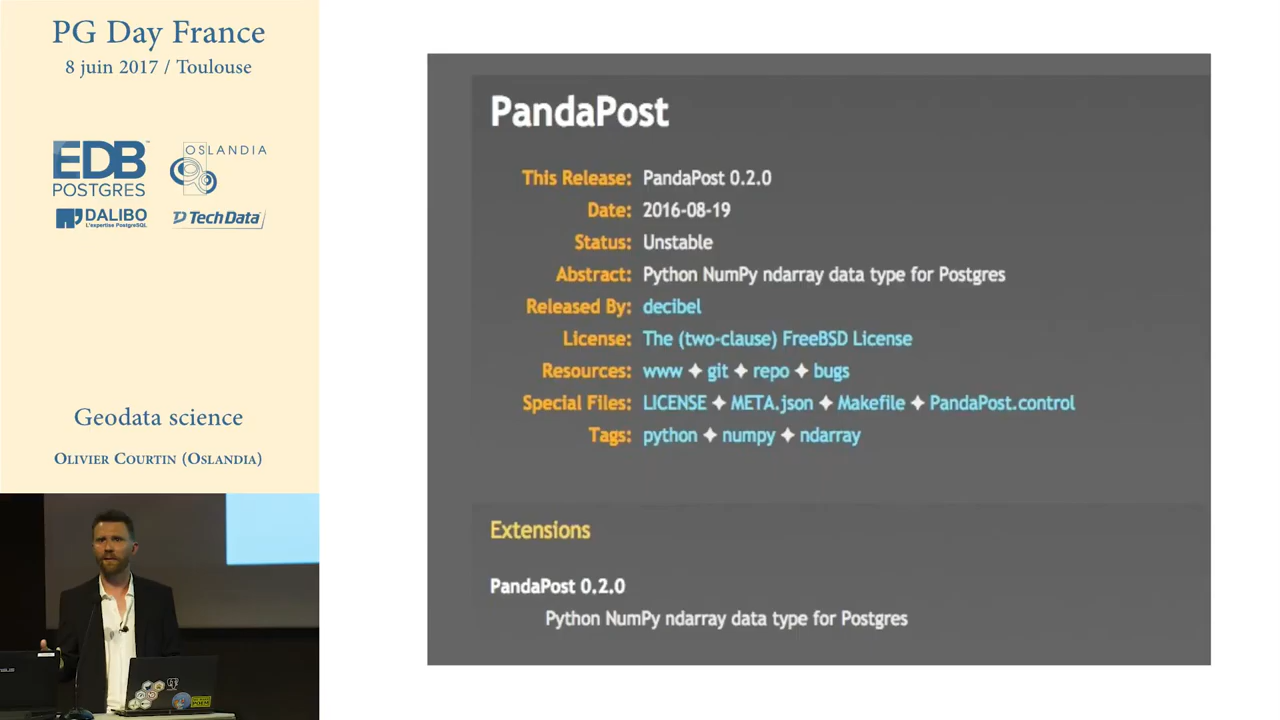 PG Day France
8 juin 2017 / Toulouse
EDB
POSTGRES
OSLANDIA
DALIBO
L'expertise PostgreSQL
TechData
Geodata science
Olivier Courtin (Oslandia)
PandaPost
This Release: PandaPost 0.2.0
Date: 2016-08-19
Status: Unstable
Abstract: Python NumPy ndarray data type for Postgres
Released By: decibel
License: The (two-clause) FreeBSD License
Resources: www ✦ git ✦ repo ✦ bugs
Special Files: LICENSE ✦ META.json ✦ Makefile ✦ PandaPost.control
Tags: python ✦ numpy ✦ ndarray
Extensions
PandaPost 0.2.0
Python NumPy ndarray data type for Postgres